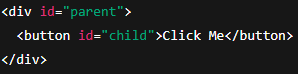 <div id="parent">
  <button id="child">Click Me</button>
</div>